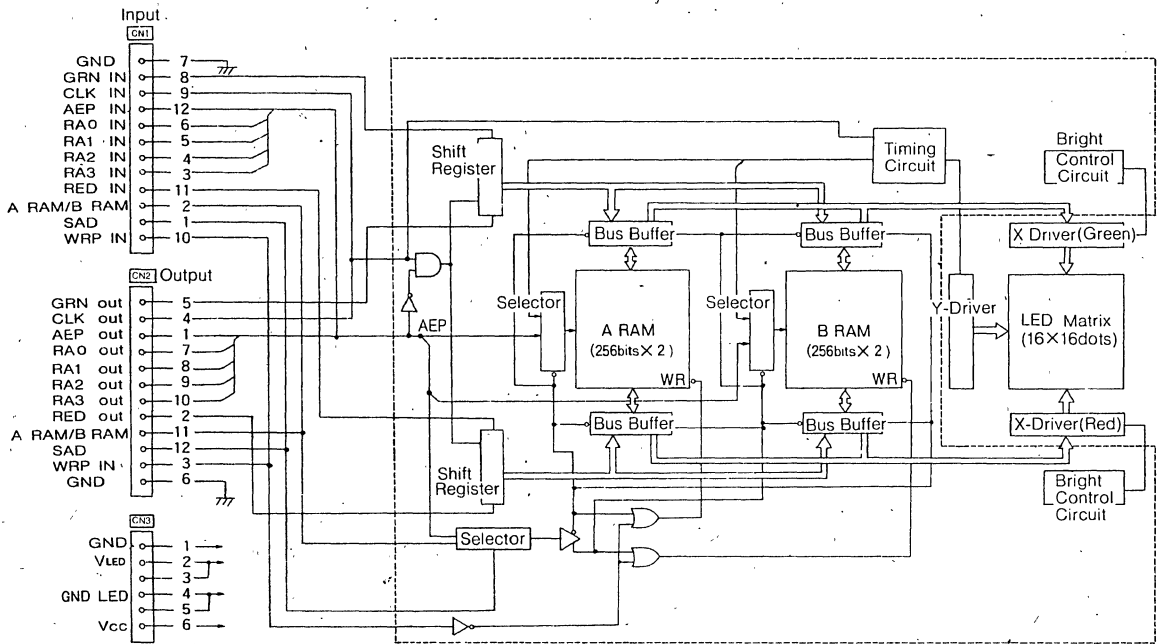 Input
CN1
GND 7
GRN IN 8
CLK IN 9
AEP IN 12
RA0 IN 6
RA1 IN 5
RA2 IN 4
RA3 IN 3
RED IN 11
A RAM/B RAM 2
SAD 1
WRP IN 10
CN2 Output
GRN out 5
CLK out 4
AEP out 1
RA0 out 7
RA1 out 8
RA2 out 9
RA3 out 10
RED out 2
A RAM/B RAM 11
SAD 12
WRP IN 3
GND 6
CN3
GND 1
VLED 2
3
GND LED 4
5
Vcc 6
Shift
Register
Timing
Circuit
Bright
Control
Circuit
Bus Buffer
Bus Buffer
X Driver(Green)
Selector
A RAM
(256bits×2)
WR
Selector
B RAM
(256bits×2)
WR
Y-Driver
LED Matrix
(16×16dots)
AEP
Bus Buffer
Bus Buffer
X-Driver(Red)
Shift
Register
Bright
Control
Circuit
Selector